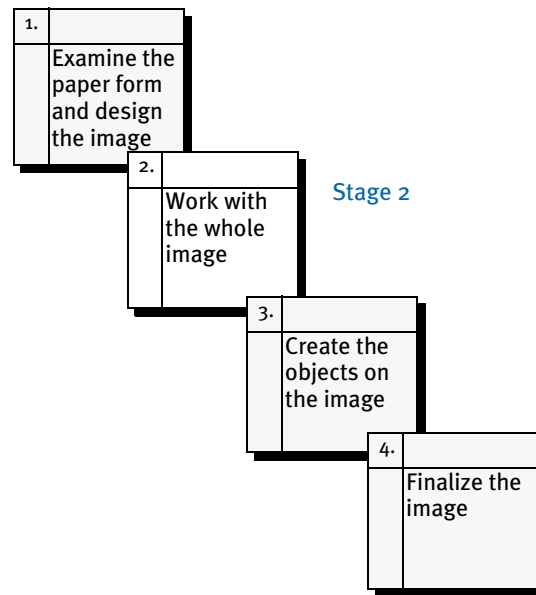 1.
Examine the
paper form
and design
the image
2.
Stage 2
Work with
the whole
image
3.
Create the
objects on
the image
4.
Finalize the
image